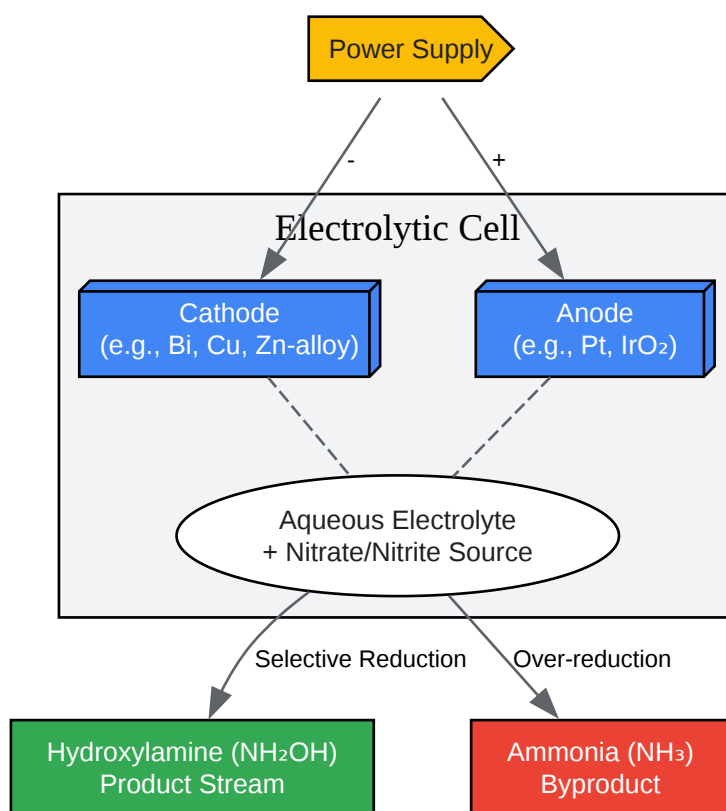 Power Supply
-
+
Electrolytic Cell
Cathode
(e.g., Bi, Cu, Zn-alloy)
Anode
(e.g., Pt, IrO₂)
Aqueous Electrolyte
+ Nitrate/Nitrite Source
Selective Reduction
Over-reduction
Hydroxylamine (NH₂OH)
Product Stream
Ammonia (NH₃)
Byproduct